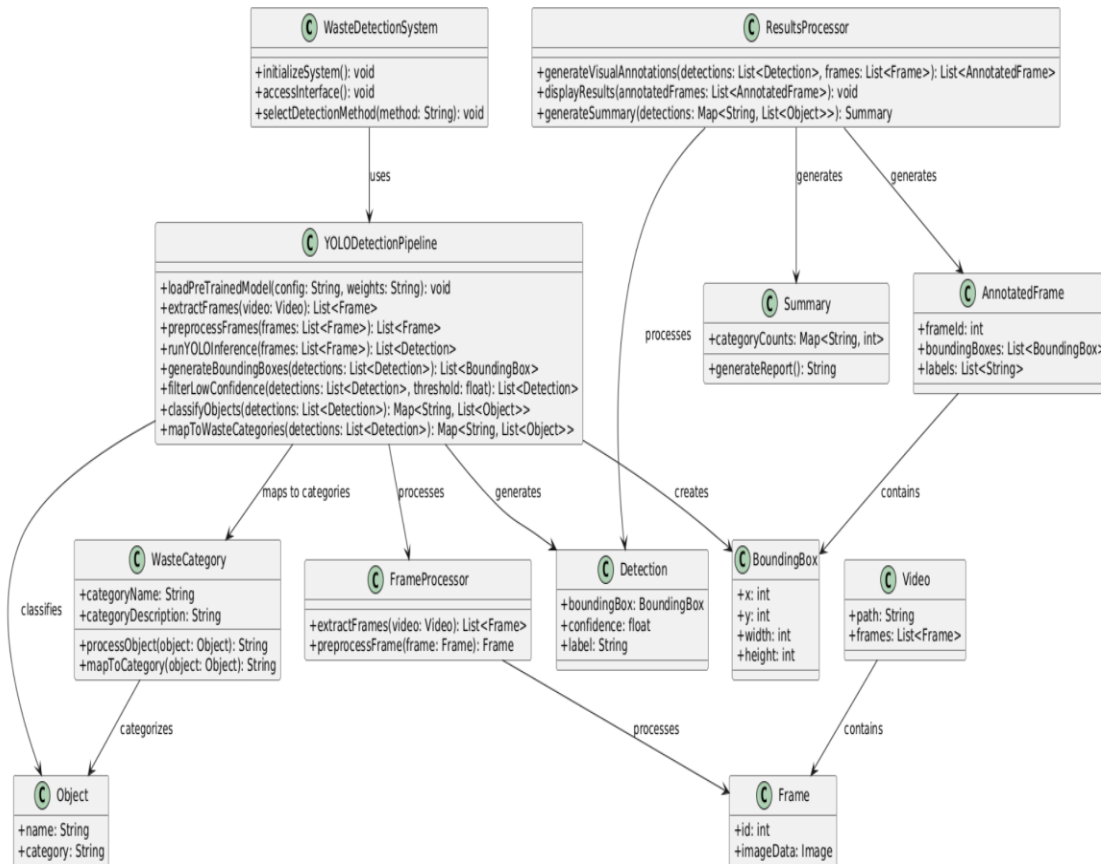 C WasteDetectionSystem
+initializeSystem(): void
+accessInterface(): void
+selectDetectionMethod(method: String): void
C ResultsProcessor
+generateVisualAnnotations(detections: List<Detection>, frames: List<Frame>): List<AnnotatedFrame>
+displayResults(annotatedFrames: List<AnnotatedFrame>): void
+generateSummary(detections: Map<String, List<Object>>): Summary
uses
generates
generates
C YOLODetectionPipeline
+loadPreTrainedModel(config: String, weights: String): void
+extractFrames(video: Video): List<Frame>
+preprocessFrames(frames: List<Frame>): List<Frame>
+runYOLOInference(frames: List<Frame>): List<Detection>
+generateBoundingBoxes(detections: List<Detection>): List<BoundingBox>
+filterLowConfidence(detections: List<Detection>, threshold: float): List<Detection>
+classifyObjects(detections: List<Detection>): Map<String, List<Object>>
+mapToWasteCategories(detections: List<Detection>): Map<String, List<Object>>
processes
C Summary
+categoryCounts: Map<String, int>
+generateReport(): String
C AnnotatedFrame
+frameId: int
+boundingBoxes: List<BoundingBox>
+labels: List<String>
maps to categories
processes
generates
creates
contains
classifies
C WasteCategory
+categoryName: String
+categoryDescription: String
+processObject(object: Object): String
+mapToCategory(object: Object): String
C FrameProcessor
+extractFrames(video: Video): List<Frame>
+preprocessFrame(frame: Frame): Frame
C Detection
+boundingBox: BoundingBox
+confidence: float
+label: String
C BoundingBox
+x: int
+y: int
+width: int
+height: int
C Video
+path: String
+frames: List<Frame>
categorizes
processes
contains
C Object
+name: String
+category: String
C Frame
+id: int
+imageData: Image